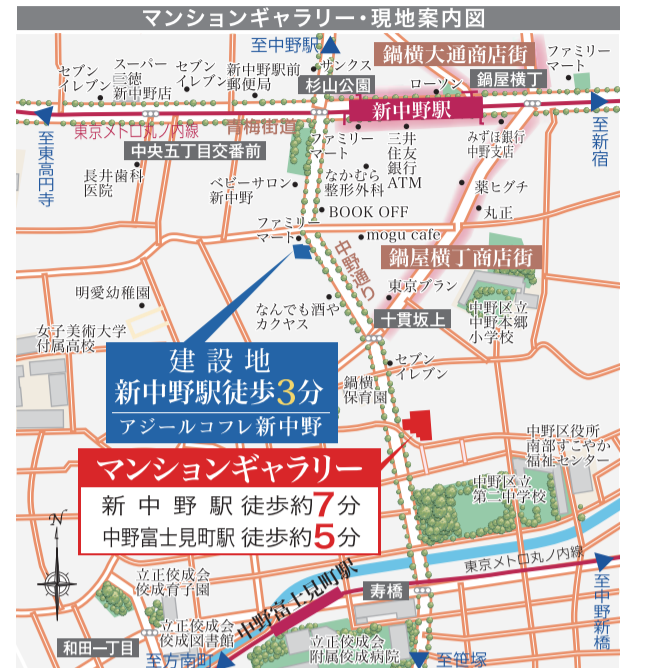 マンションギャラリー・現地案内図
至中野駅
鍋横大通商店街
ファミリー
マート
セブン
イレブン
スーパー
三徳
新中野店
セブン
イレブン
新中野駅前
郵便局
サンクス
杉山公園
ローソン
鍋屋横丁
新中野駅
至東高円寺
東京メトロ丸ノ内線
青梅街道
至新宿
中央五丁目交番前
ファミリー
マート
三井
住友
銀行
ATM
みずほ銀行
中野支店
長井歯科
医院
ベビーサロン
新中野
なかむら
整形外科
薬ヒグチ
丸正
BOOK OFF
ファミリー
マート
mogu cafe
中野通り
鍋屋横丁商店街
明愛幼稚園
なんでも酒や
カクヤス
東京プラン
十貫坂上
中野区立
中野本郷
小学校
女子美術大学
付属高校
建設地
新中野駅徒歩3分
アジールコフレ新中野
セブン
イレブン
鍋横
保育園
マンションギャラリー
新中野駅 徒歩約7分
中野富士見町駅 徒歩約5分
中野区役所
南部すこやか
福祉センター
中野区立
第二中学校
N
東京メトロ丸ノ内線
中野富士見町駅
至中野新橋
立正佼成会
佼成育子園
寿橋
立正佼成会
佼成図書館
和田一丁目
至方南町
立正佼成会
附属佼成病院
至笹塚